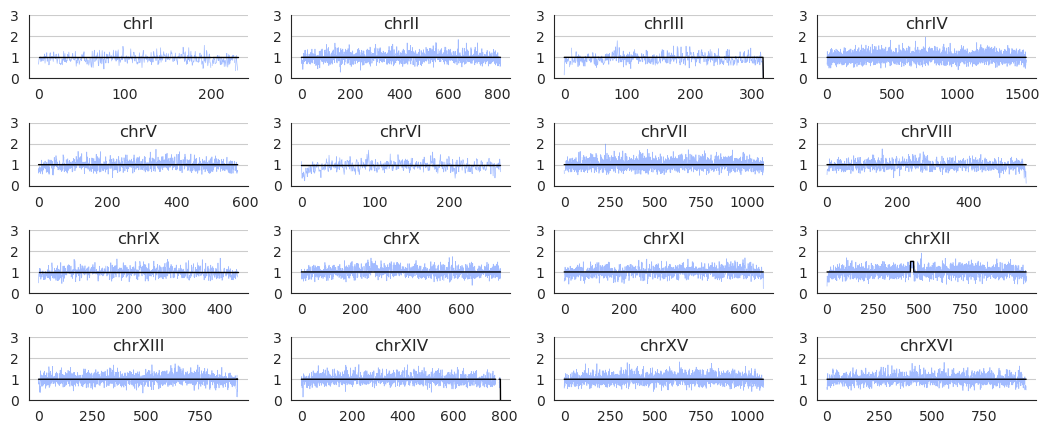 3 chrI 3 chrII 3 chrIII 3 chrIV
2 2 2 2
1 1 1 1
0 0 0 0
0 100 200 0 200 400 600 800 0 100 200 300 0 500 1000 1500
3 chrV 3 chrVI 3 chrVII 3 chrVIII
2 2 2 2
1 1 1 1
0 0 0 0
0 200 400 600 0 100 200 0 250 500 750 1000 0 200 400
3 chrIX 3 chrX 3 chrXI 3 chrXII
2 2 2 2
1 1 1 1
0 0 0 0
0 100 200 300 400 0 200 400 600 0 200 400 600 0 250 500 750 1000
3 chrXIII 3 chrXIV 3 chrXV 3 chrXVI
2 2 2 2
1 1 1 1
0 0 0 0
0 250 500 750 0 200 400 600 800 0 250 500 750 1000 0 250 500 750